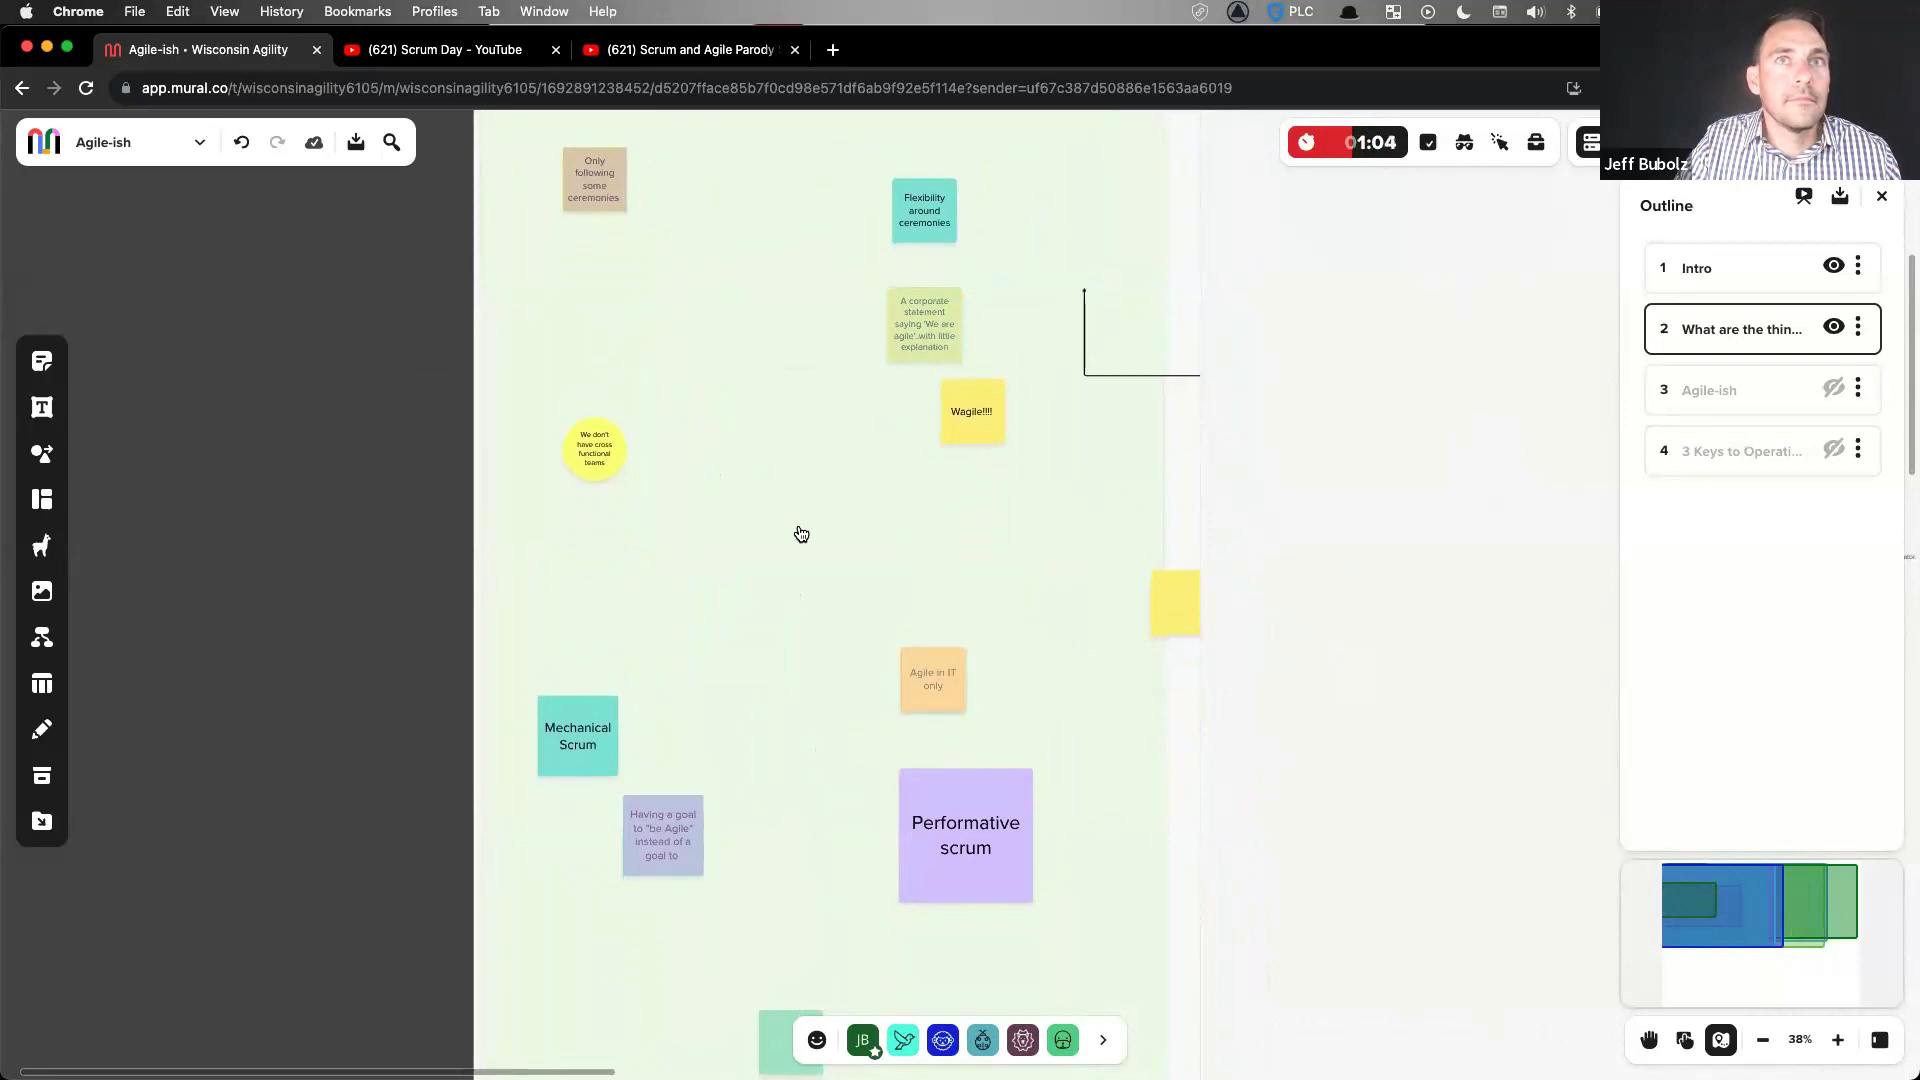 Chrome File Edit View History Bookmarks Profiles Tab Window Help
PLC
Agile-ish • Wisconsin Agility
(621) Scrum Day - YouTube
(621) Scrum and Agile Parody
app.mural.co/t/wisconsinagility6105/m/wisconsinagility6105/1692891238452/d5207fface85b7f0cd98e571df6ab9f92e5f114e?sender=uf67c387d50886e1563aa6019
Agile-ish
01:04
Jeff Bubolz
Only
following
some
ceremonies
Flexibility
around
ceremonies
A corporate
statement
saying 'We are
agile'..with little
explanation
Wagile!!!!
We don't
have cross
functional
teams
Agile in IT
only
Mechanical
Scrum
Having a goal
to "be Agile"
instead of a
goal to
Performative
scrum
Outline
1 Intro
2 What are the thin...
3 Agile-ish
4 3 Keys to Operati...
JB
38%